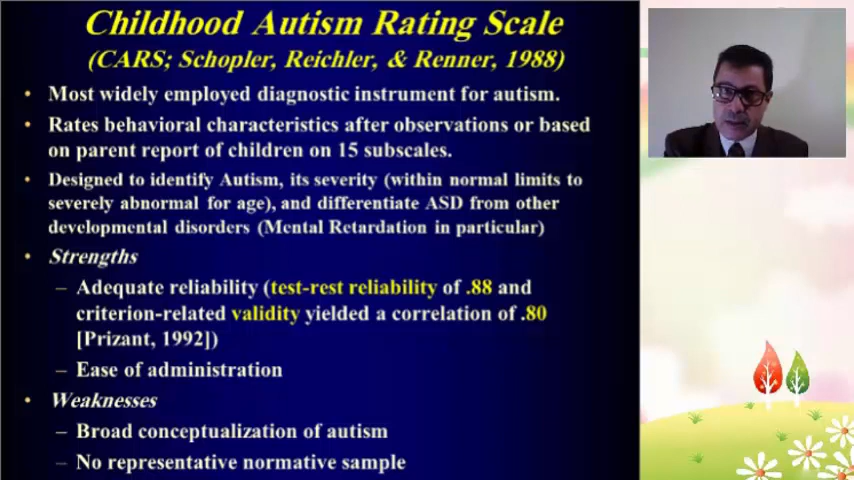 Childhood Autism Rating Scale
(CARS; Schopler, Reichler, & Renner, 1988)
• Most widely employed diagnostic instrument for autism.
• Rates behavioral characteristics after observations or based
on parent report of children on 15 subscales.
• Designed to identify Autism, its severity (within normal limits to
severely abnormal for age), and differentiate ASD from other
developmental disorders (Mental Retardation in particular)
• Strengths
– Adequate reliability (test-rest reliability of .88 and
criterion-related validity yielded a correlation of .80
[Prizant, 1992])
– Ease of administration
• Weaknesses
– Broad conceptualization of autism
– No representative normative sample